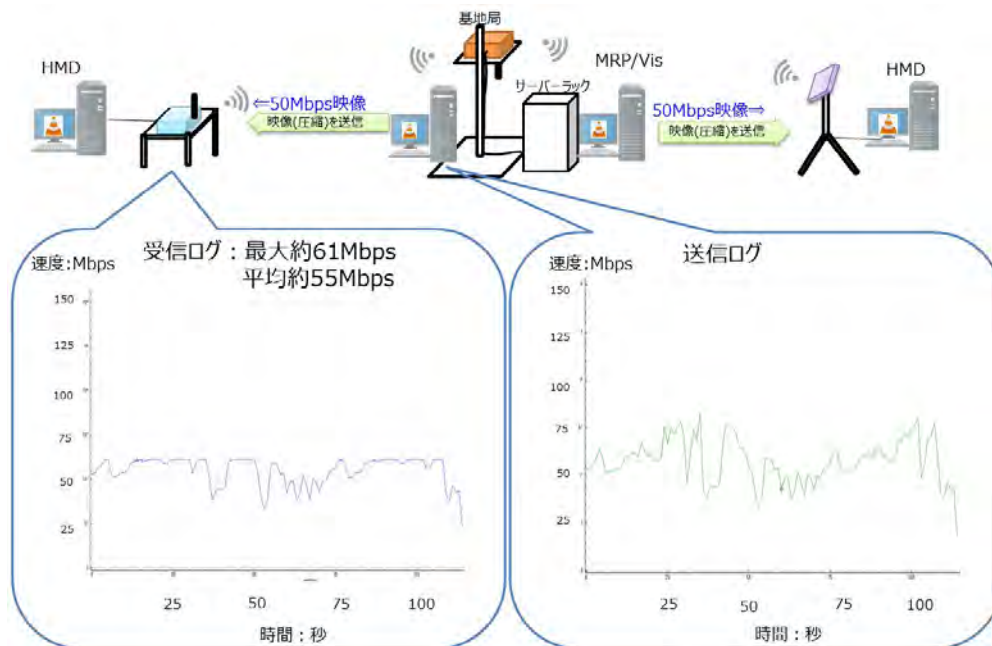 基地局
HMD
MRP/Vis
HMD
サーバーラック
⇐50Mbps映像
50Mbps映像⇒
映像(圧縮)を送信
映像(圧縮)を送信
受信ログ：最大約61Mbps
平均約55Mbps
速度:Mbps
150
125
100
75
50
25
25
50
75
100
時間：秒
送信ログ
速度:Mbps
150
125
100
75
50
25
25
50
75
100
時間：秒